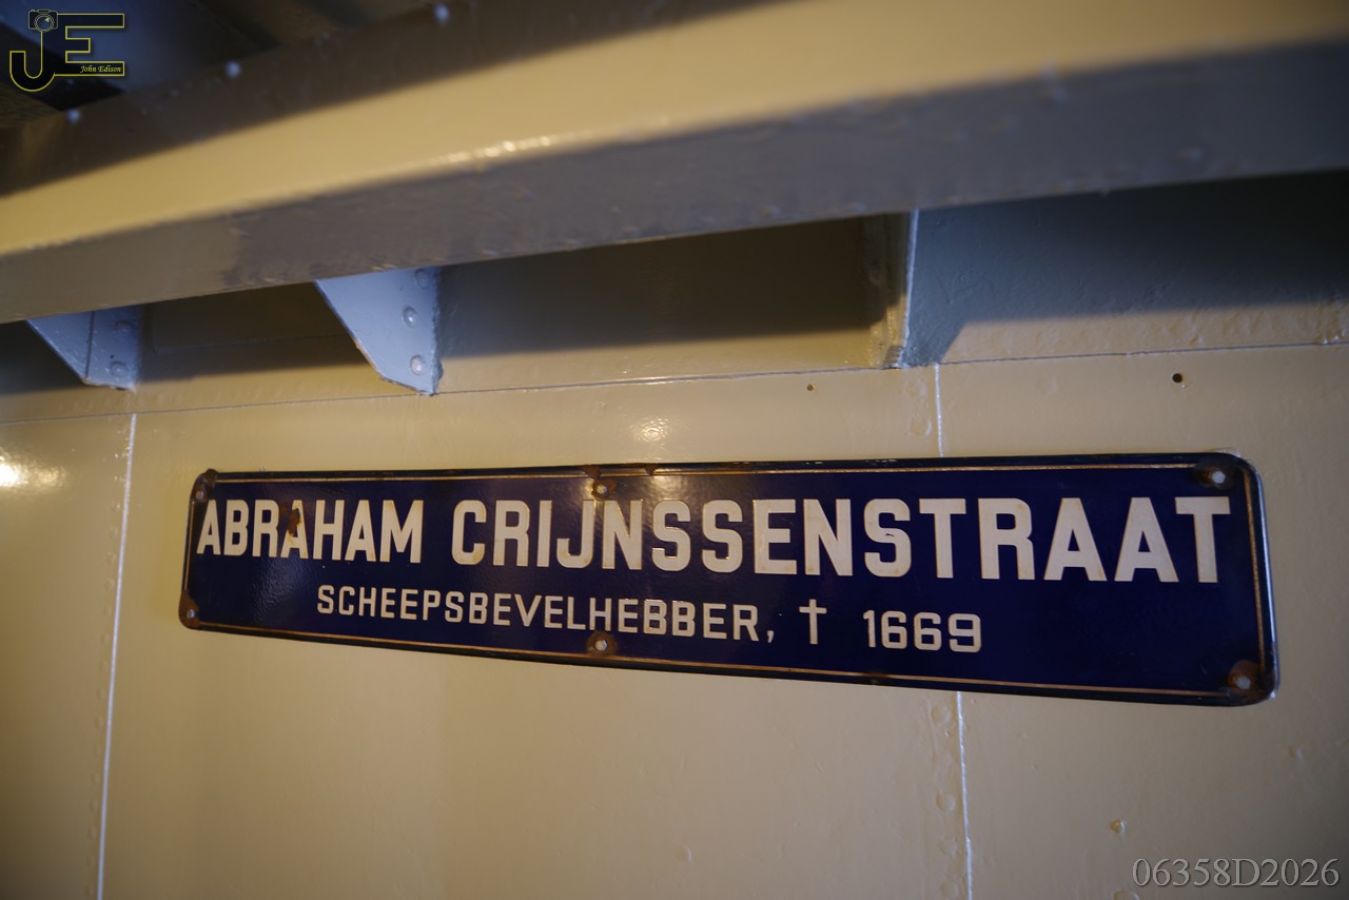 JE
John Edison
ABRAHAM CRIJNSSENSTRAAT
SCHEEPSBEVELHEBBER, † 1669
06358D2026